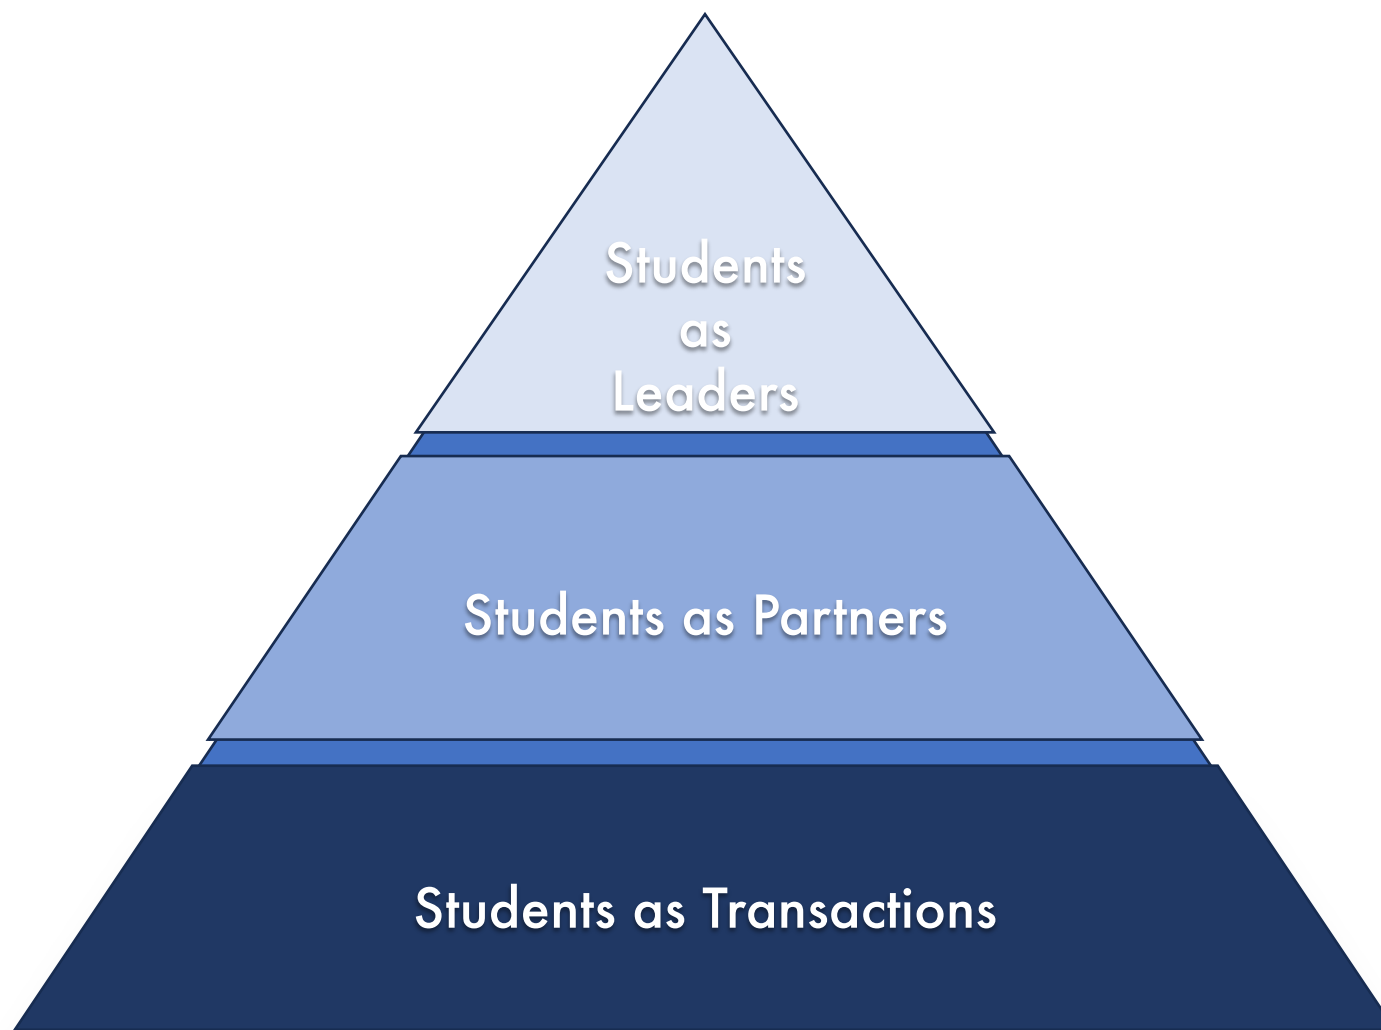 Students
as
Leaders
Students as Partners
Students as Transactions